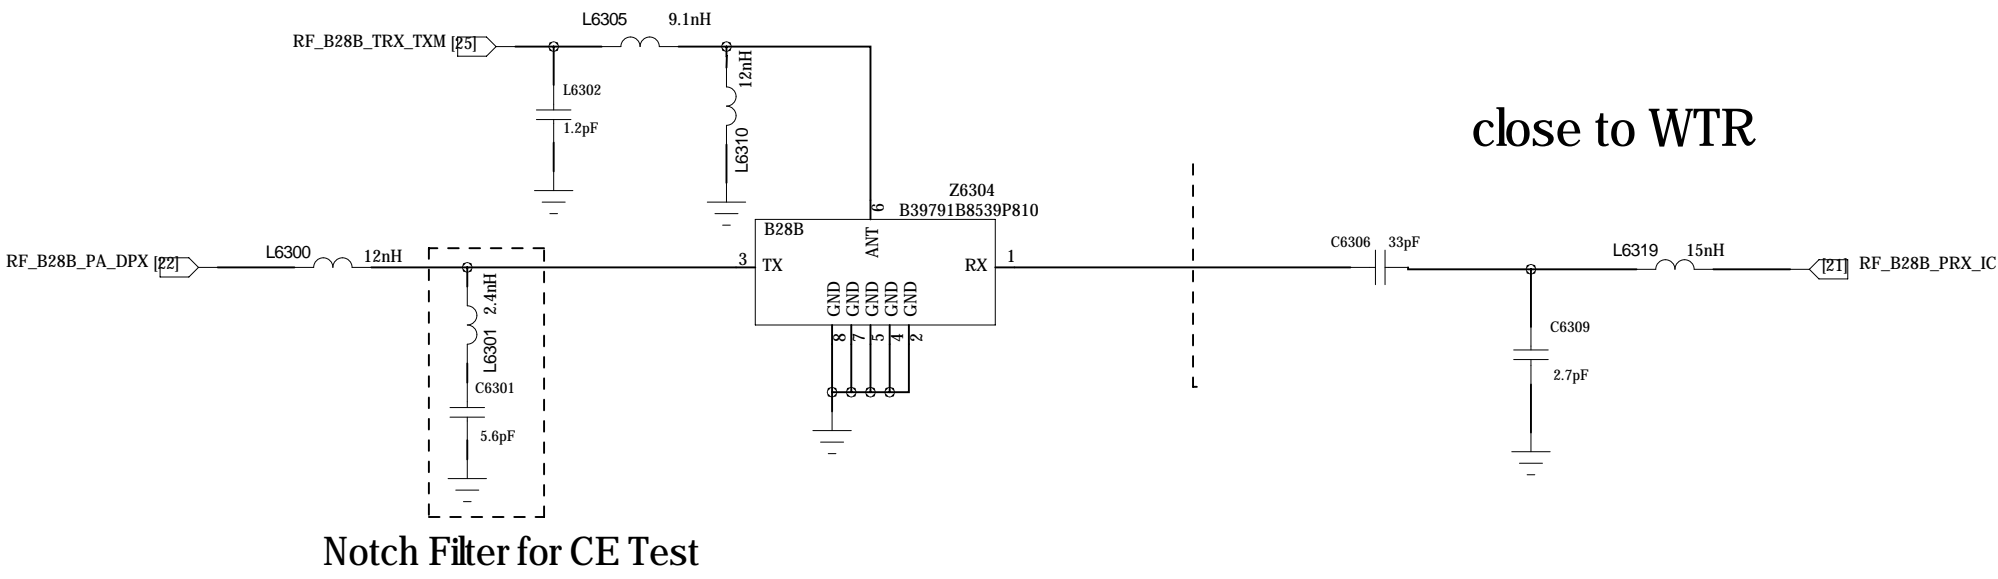 L6305 9.1nH
RF_B28B_TRX_TXM [25]
12nH
L6302
1.2pF
L6310
close to WTR
Z6304
B39791B8539P810
6
B28B
ANT
RF_B28B_PA_DPX [22]
L6300 12nH
3 TX
RX 1
C6306 33pF
L6319 15nH
[21] RF_B28B_PRX_IC
2.4nH
L6301
C6301
5.6pF
GND GND GND GND GND
8 7 5 4 2
C6309
2.7pF
Notch Filter for CE Test